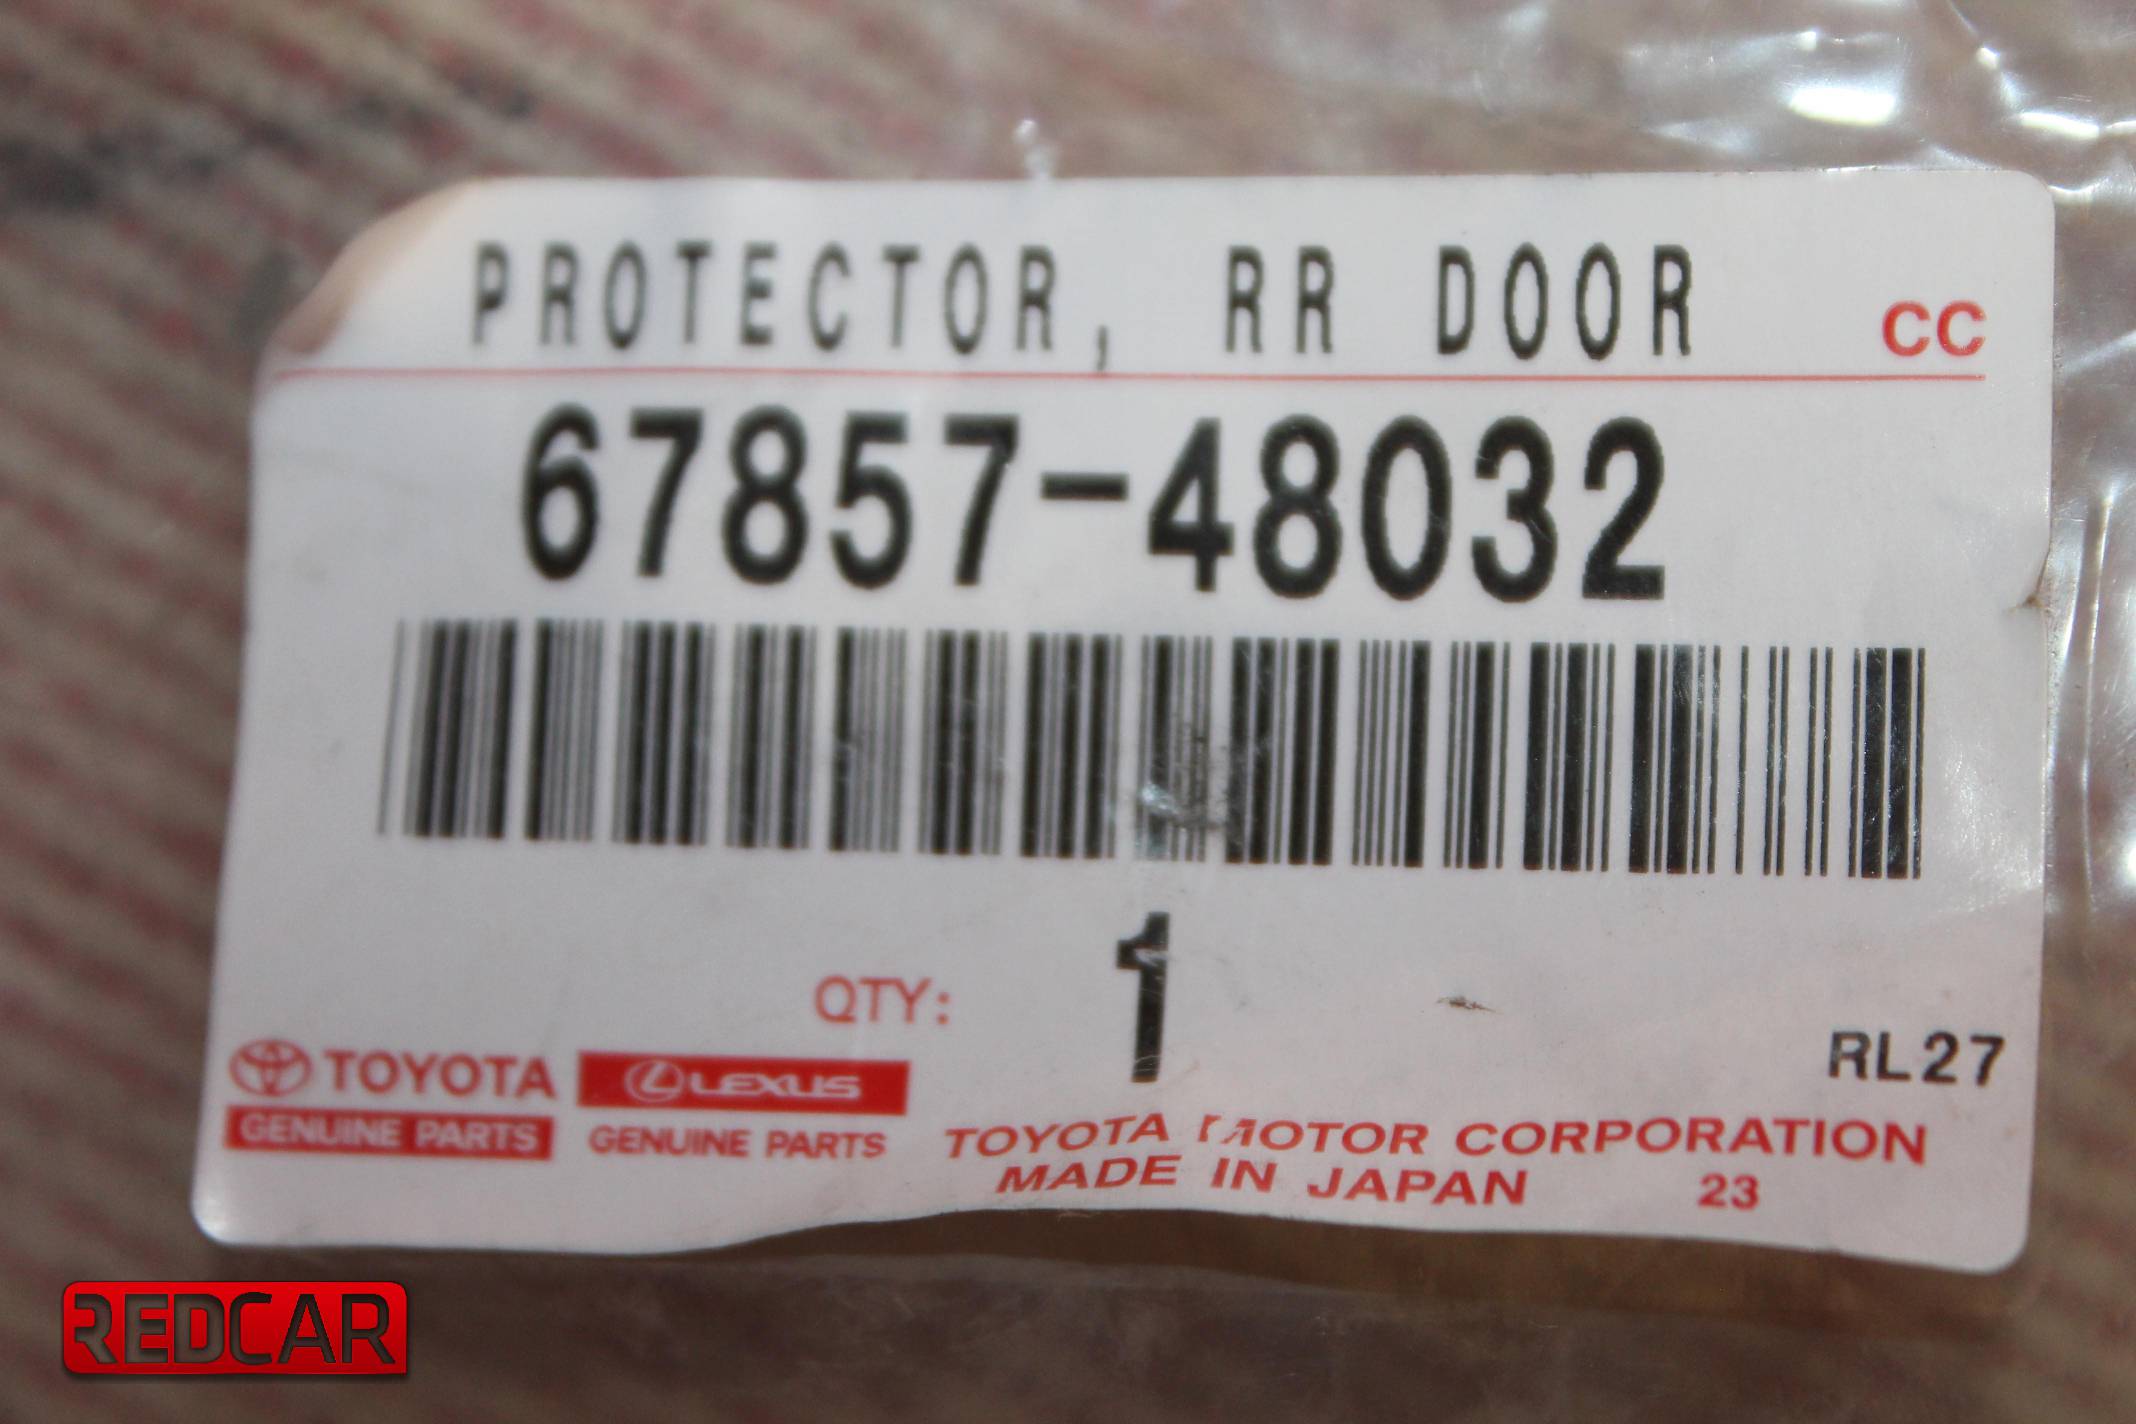 PROTECTOR, RR DOOR
CC
67857-48032
QTY: 1
RL27
TOYOTA
GENUINE PARTS
LEXUS
GENUINE PARTS
TOYOTA MOTOR CORPORATION
MADE IN JAPAN 23
REDCAR